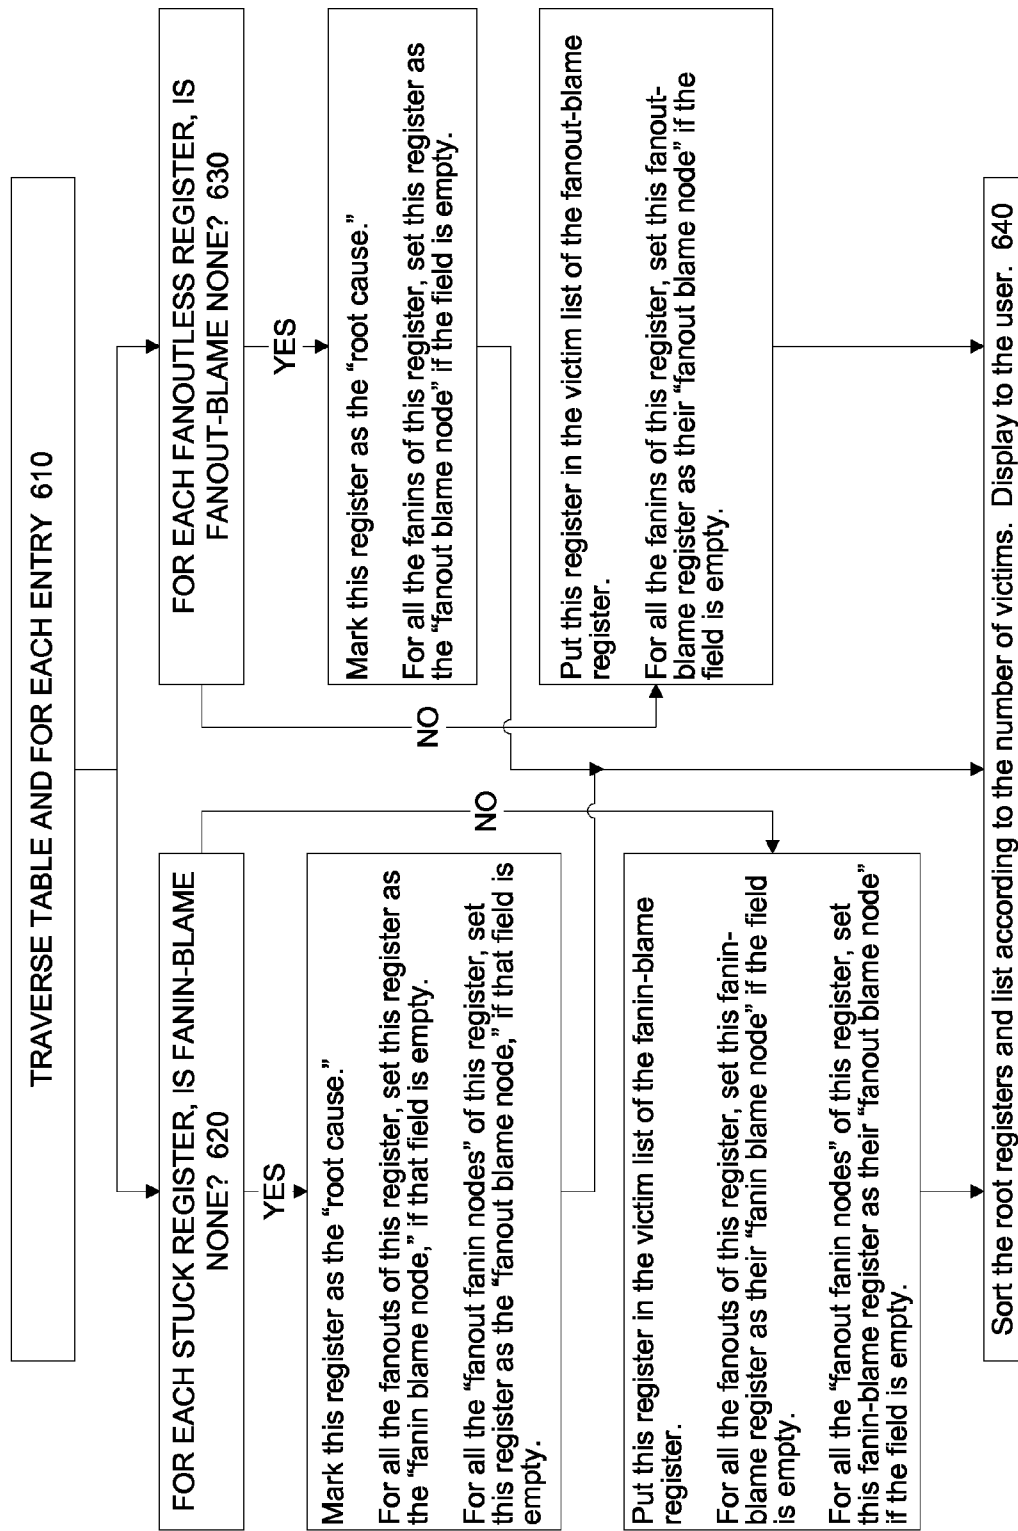 TRAVERSE TABLE AND FOR EACH ENTRY  610
FOR EACH STUCK REGISTER, IS FANIN-BLAME
NONE?  620
YES
NO
Mark this register as the “root cause.”
For all the fanouts of this register, set this register as
the “fanin blame node,” if that field is empty.
For all the “fanout fanin nodes” of this register, set
this register as the “fanout blame node,” if that field is
empty.
Put this register in the victim list of the fanin-blame
register.
For all the fanouts of this register, set this fanin-
blame register as their “fanin blame node” if the field
is empty.
For all the “fanout fanin nodes” of this register, set
this fanin-blame register as their “fanout blame node”
if the field is empty.
FOR EACH FANOUTLESS REGISTER, IS
FANOUT-BLAME NONE?  630
YES
NO
Mark this register as the “root cause.”
For all the fanins of this register, set this register as
the “fanout blame node” if the field is empty.
Put this register in the victim list of the fanout-blame
register.
For all the fanins of this register, set this fanout-
blame register as their “fanout blame node” if the
field is empty.
Sort the root registers and list according to the number of victims.  Display to the user.  640